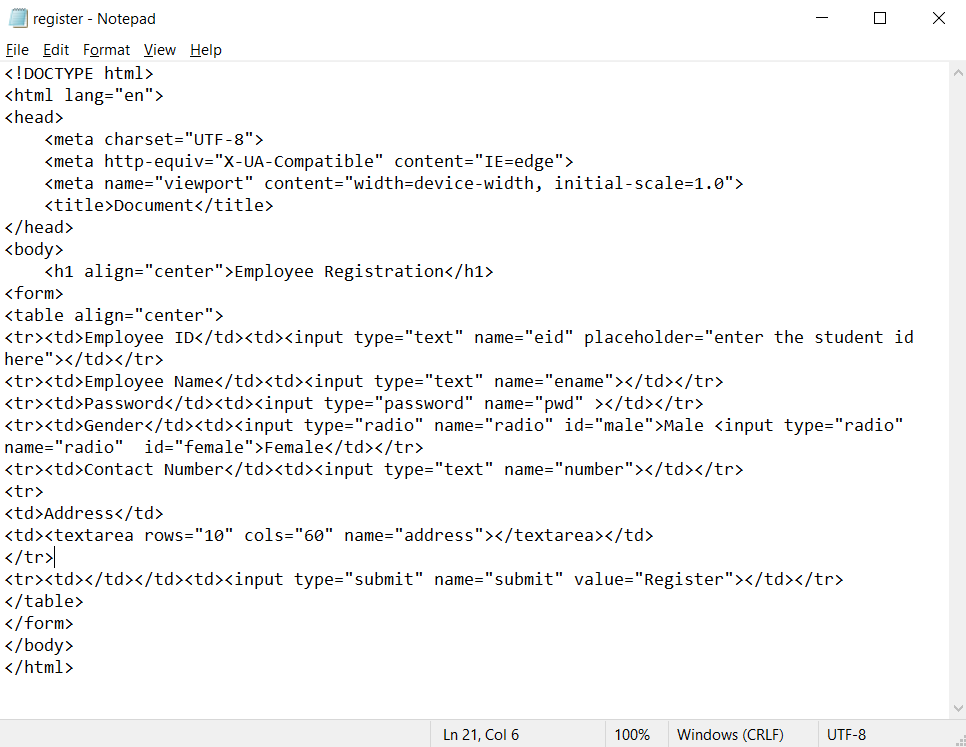 register - Notepad
File Edit Format View Help
<!DOCTYPE html>
<html lang="en">
<head>
    <meta charset="UTF-8">
    <meta http-equiv="X-UA-Compatible" content="IE=edge">
    <meta name="viewport" content="width=device-width, initial-scale=1.0">
    <title>Document</title>
</head>
<body>
    <h1 align="center">Employee Registration</h1>
<form>
<table align="center">
<tr><td>Employee ID</td><td><input type="text" name="eid" placeholder="enter the student id
here"></td></tr>
<tr><td>Employee Name</td><td><input type="text" name="ename"></td></tr>
<tr><td>Password</td><td><input type="password" name="pwd" ></td></tr>
<tr><td>Gender</td><td><input type="radio" name="radio" id="male">Male <input type="radio"
name="radio"  id="female">Female</td></tr>
<tr><td>Contact Number</td><td><input type="text" name="number"></td></tr>
<tr>
<td>Address</td>
<td><textarea rows="10" cols="60" name="address"></textarea></td>
</tr>
<tr><td></td></td><td><input type="submit" name="submit" value="Register"></td></tr>
</table>
</form>
</body>
</html>
Ln 21, Col 6 100% Windows (CRLF) UTF-8